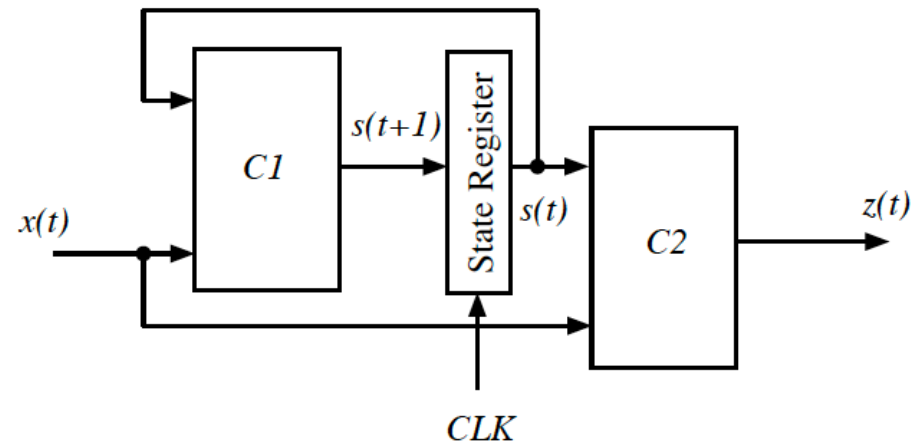 s(t+1)
State Register
C1
x(t)
s(t)
z(t)
C2
CLK